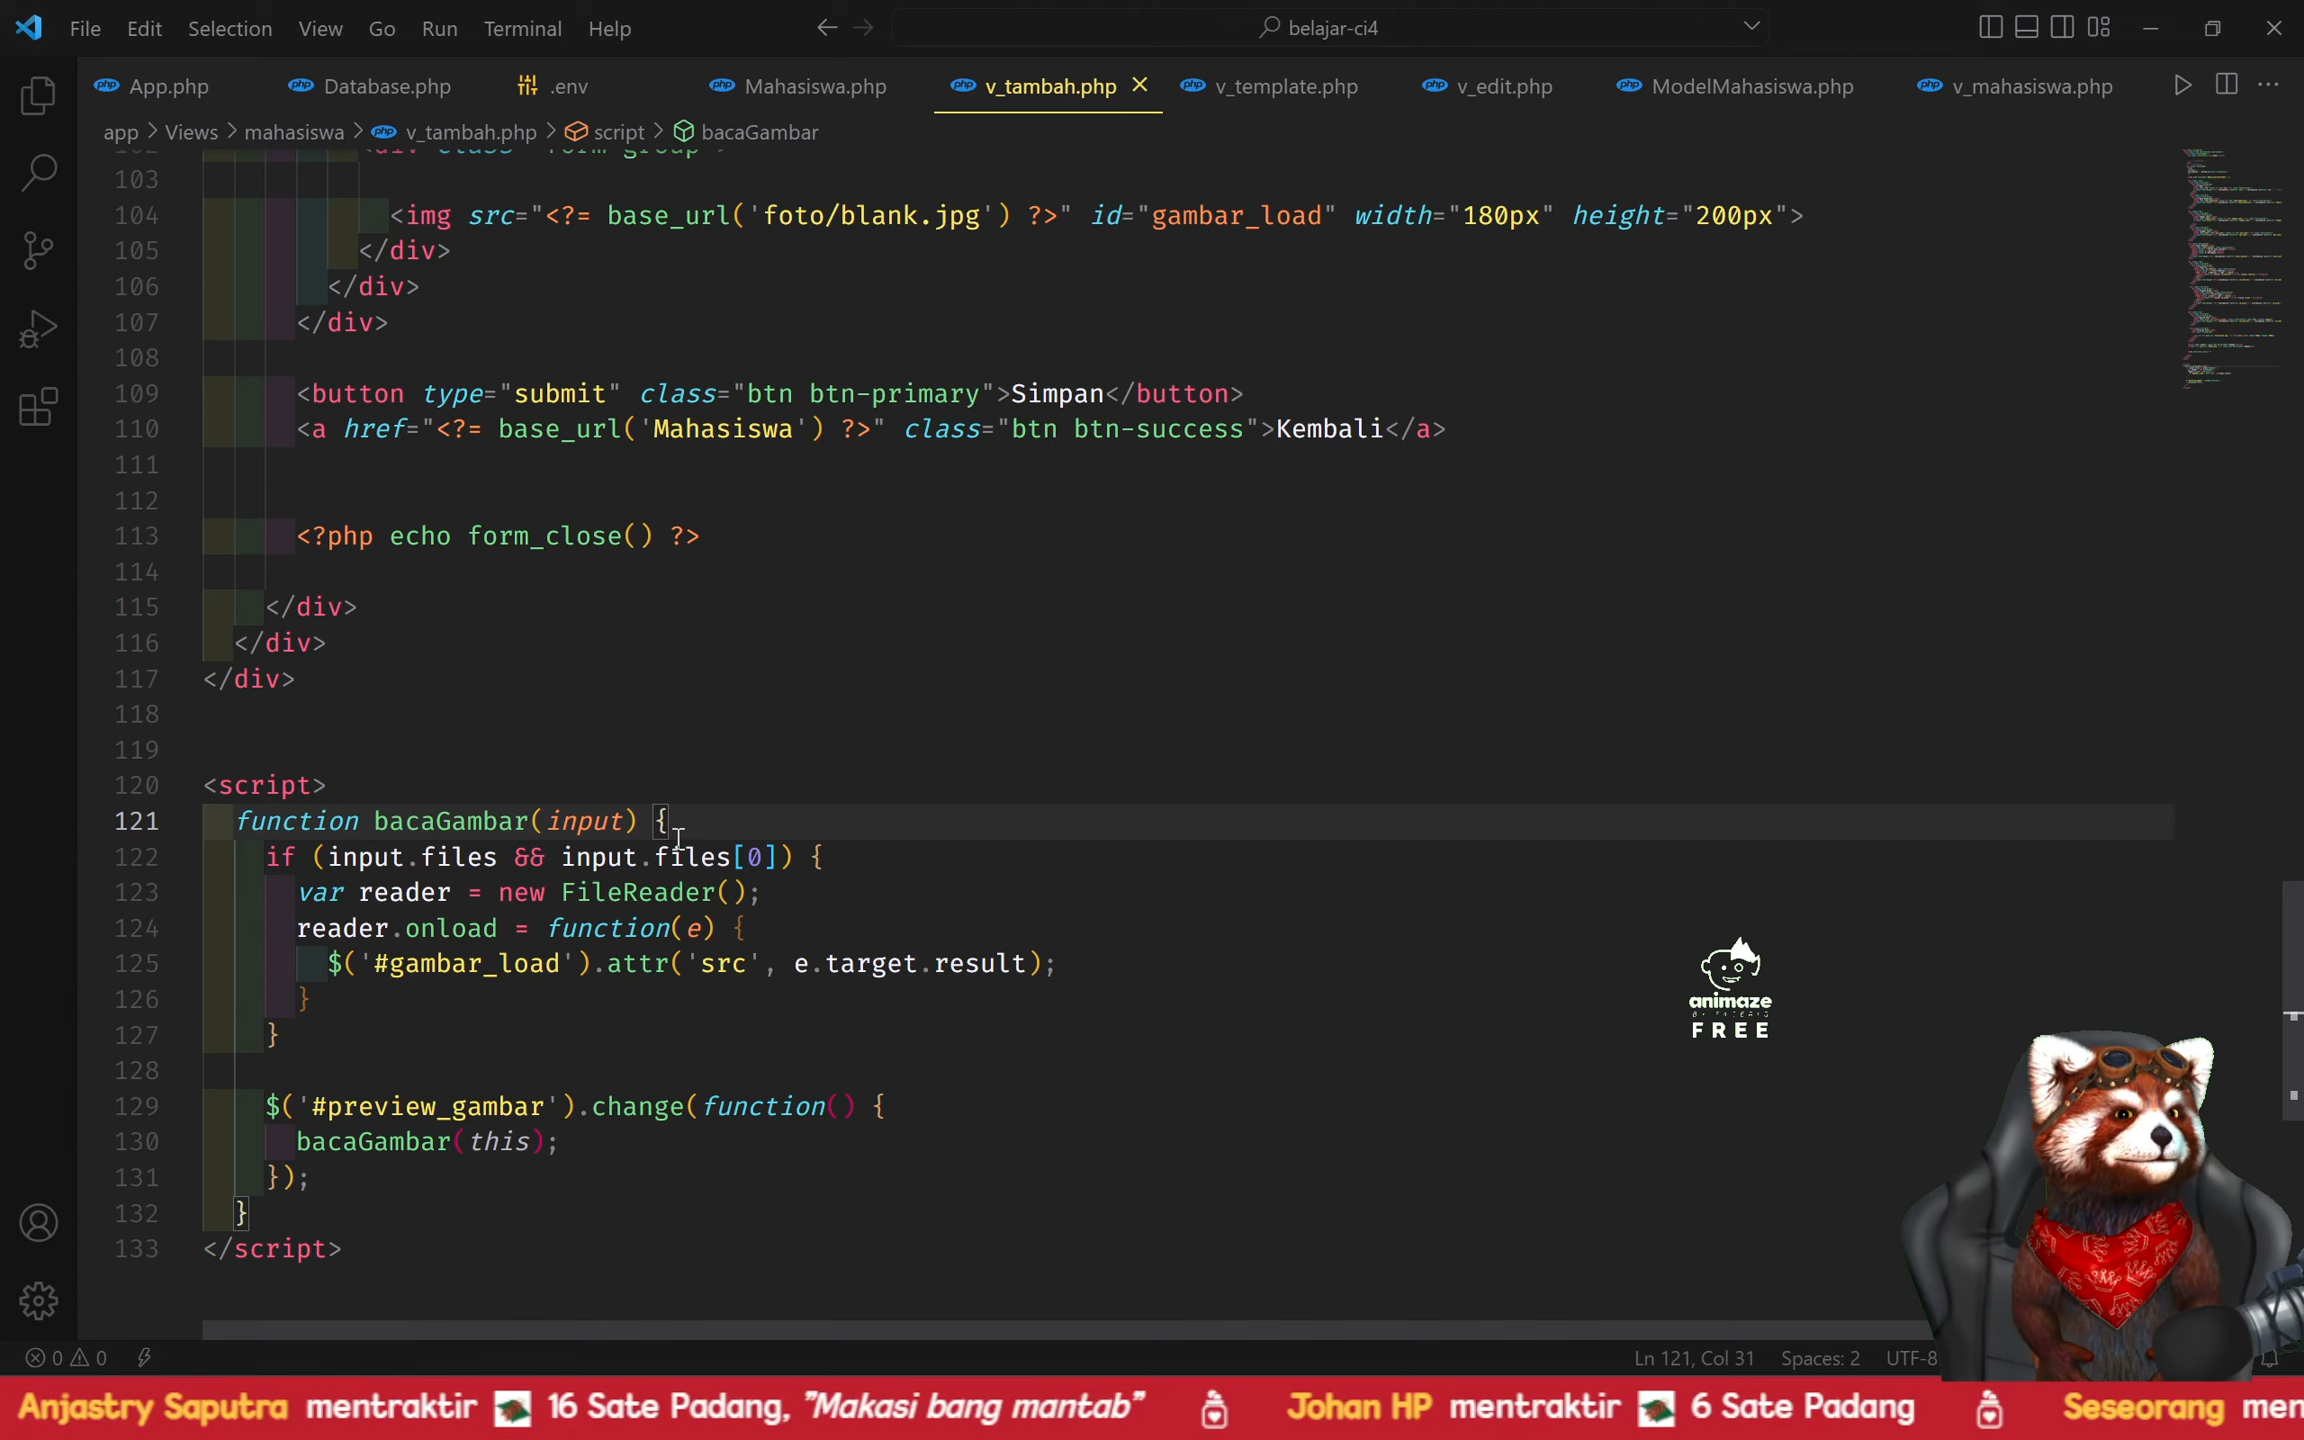 File Edit Selection View Go Run Terminal Help belajar-ci4
App.php Database.php .env Mahasiswa.php v_tambah.php v_template.php v_edit.php ModelMahasiswa.php v_mahasiswa.php
app > Views > mahasiswa > v_tambah.php > script > bacaGambar
103
104 <img src="<?= base_url('foto/blank.jpg') ?>" id="gambar_load" width="180px" height="200px">
105 </div>
106 </div>
107 </div>
108
109 <button type="submit" class="btn btn-primary">Simpan</button>
110 <a href="<?= base_url('Mahasiswa') ?>" class="btn btn-success">Kembali</a>
111
112
113 <?php echo form_close() ?>
114
115 </div>
116 </div>
117 </div>
118
119
120 <script>
121 function bacaGambar(input) {
122 if (input.files && input.files[0]) {
123 var reader = new FileReader();
124 reader.onload = function(e) {
125 $('#gambar_load').attr('src', e.target.result);
126 }
127 }
128
129 $('#preview_gambar').change(function() {
130 bacaGambar(this);
131 });
132 }
133 </script>
animaze
FREE
0 0 Ln 121, Col 31 Spaces: 2 UTF-8
Anjastry Saputra mentraktir 16 Sate Padang, "Makasi bang mantab" Johan HP mentraktir 6 Sate Padang Seseorang men